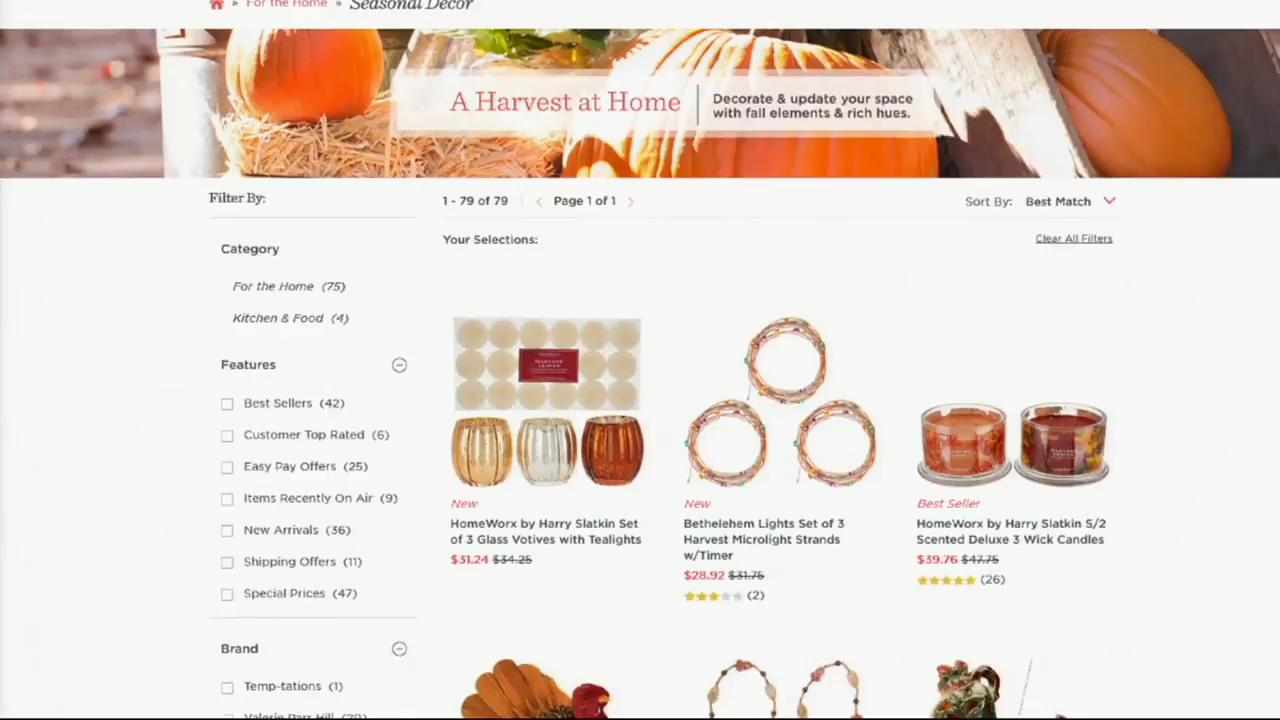 » For the Home » Seasonal Decor
A Harvest at Home
Decorate & update your space
with fall elements & rich hues.
Filter By:
1 - 79 of 79
Page 1 of 1
Sort By: Best Match
Your Selections:
Clear All Filters
Category
For the Home (75)
Kitchen & Food (4)
Features
Best Sellers (42)
Customer Top Rated (6)
Easy Pay Offers (25)
Items Recently On Air (9)
New Arrivals (36)
Shipping Offers (11)
Special Prices (47)
Brand
Temp-tations (1)
Valerie Parr Hill
HARVEST
LEAVES
New
HomeWorx by Harry Slatkin Set
of 3 Glass Votives with Tealights
$31.24 $34.25
New
Bethelehem Lights Set of 3
Harvest Microlight Strands
w/Timer
$28.92 $31.75
(2)
Best Seller
HomeWorx by Harry Slatkin S/2
Scented Deluxe 3 Wick Candles
$39.76 $47.75
(26)